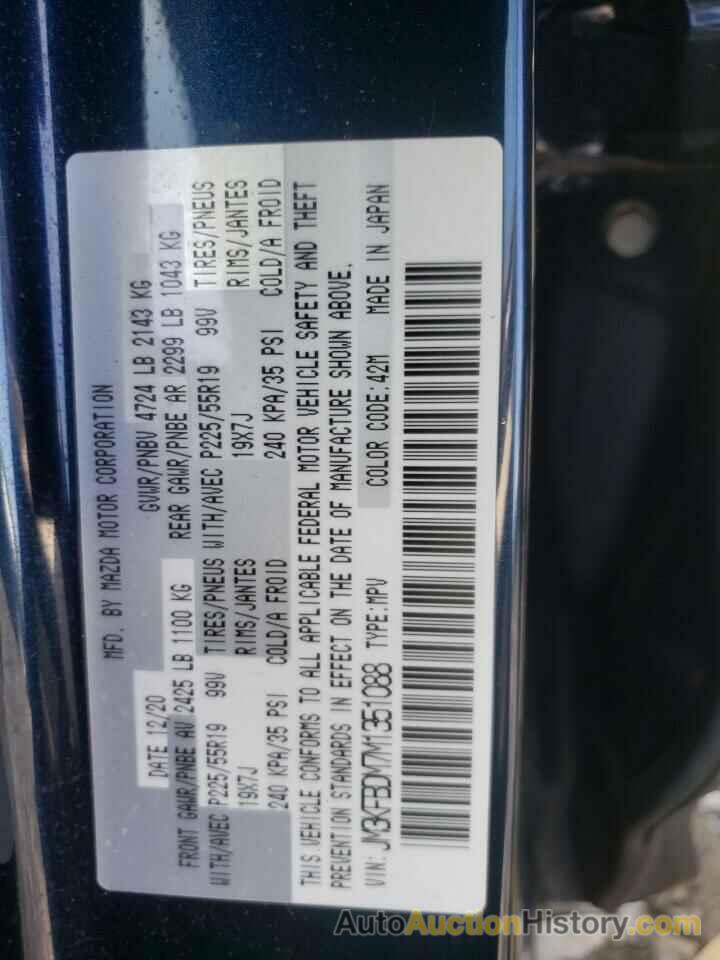 MFD. BY MAZDA MOTOR CORPORATION
DATE 12/20 GVWR/PNBV 4724 LB 2143 KG
FRONT GAWR/PNBE AV 2425 LB 1100 KG REAR GAWR/PNBE AR 2299 LB 1043 KG
WITH/AVEC P225/55R19 99V TIRES/PNEUS WITH/AVEC P225/55R19 99V TIRES/PNEUS
19X7J RIMS/JANTES 19X7J RIMS/JANTES
240 KPA/35 PSI COLD/A FROID 240 KPA/35 PSI COLD/A FROID
THIS VEHICLE CONFORMS TO ALL APPLICABLE FEDERAL MOTOR VEHICLE SAFETY AND THEFT
PREVENTION STANDARDS IN EFFECT ON THE DATE OF MANUFACTURE SHOWN ABOVE.
VIN: JM3KFBDM7M1351088 TYPE:MPV COLOR CODE:42M MADE IN JAPAN
AutoAuctionHistory.com